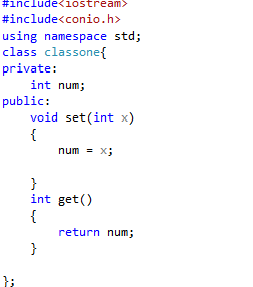 #include<iostream>
#include<conio.h>
using namespace std;
class classone{
private:
    int num;
public:
    void set(int x)
    {
        num = x;

    }
    int get()
    {
        return num;
    }

};